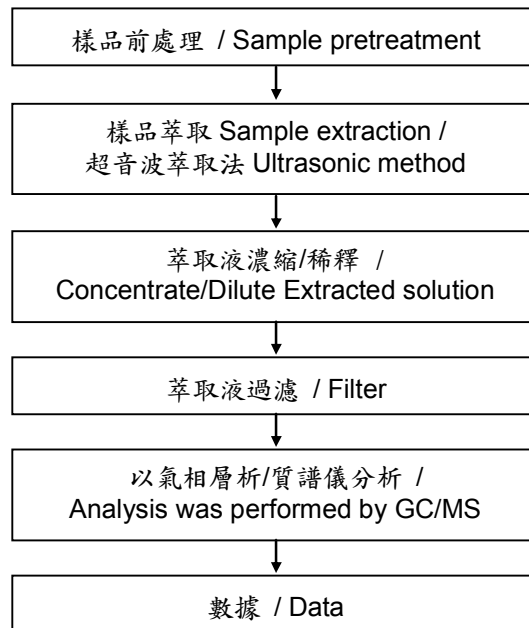 樣品前處理 / Sample pretreatment
樣品萃取 Sample extraction /
超音波萃取法 Ultrasonic method
萃取液濃縮/稀釋 /
Concentrate/Dilute Extracted solution
萃取液過濾 / Filter
以氣相層析/質譜儀分析 /
Analysis was performed by GC/MS
數據 / Data